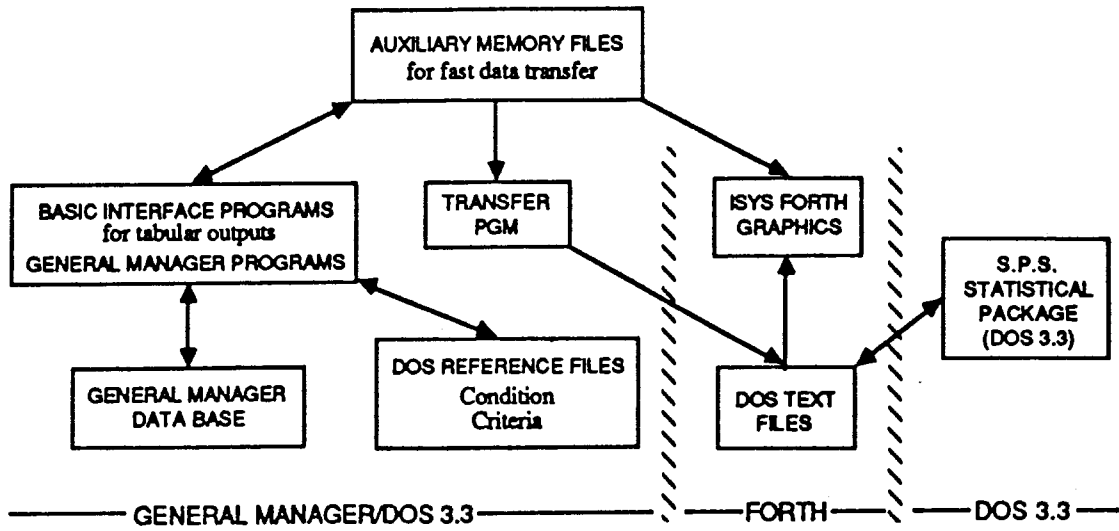 AUXILIARY MEMORY FILES
for fast data transfer
BASIC INTERFACE PROGRAMS
for tabular outputs
GENERAL MANAGER PROGRAMS
TRANSFER
PGM
ISYS FORTH
GRAPHICS
S.P.S.
STATISTICAL
PACKAGE
(DOS 3.3)
GENERAL MANAGER
DATA BASE
DOS REFERENCE FILES
Condition
Criteria
DOS TEXT
FILES
GENERAL MANAGER/DOS 3.3
FORTH
DOS 3.3